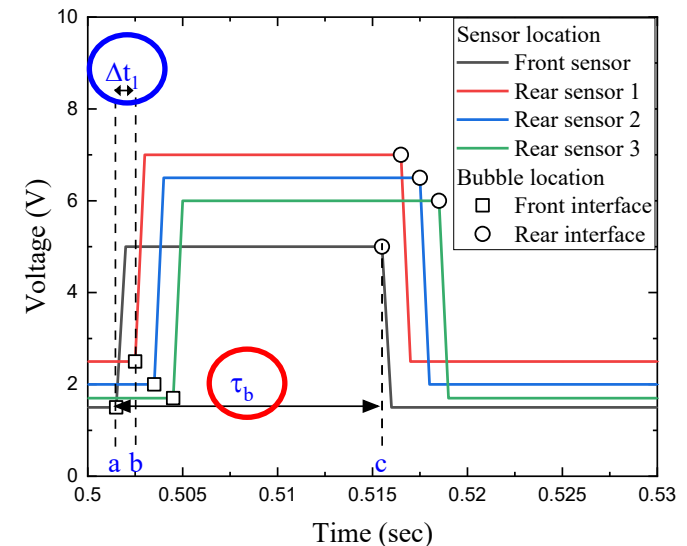 10
8
6
4
2
0
Voltage (V)
Δt₁
Sensor location
Front sensor
Rear sensor 1
Rear sensor 2
Rear sensor 3
Bubble location
Front interface
Rear interface
τb
a b c
0.5 0.505 0.51 0.515 0.52 0.525 0.53
Time (sec)